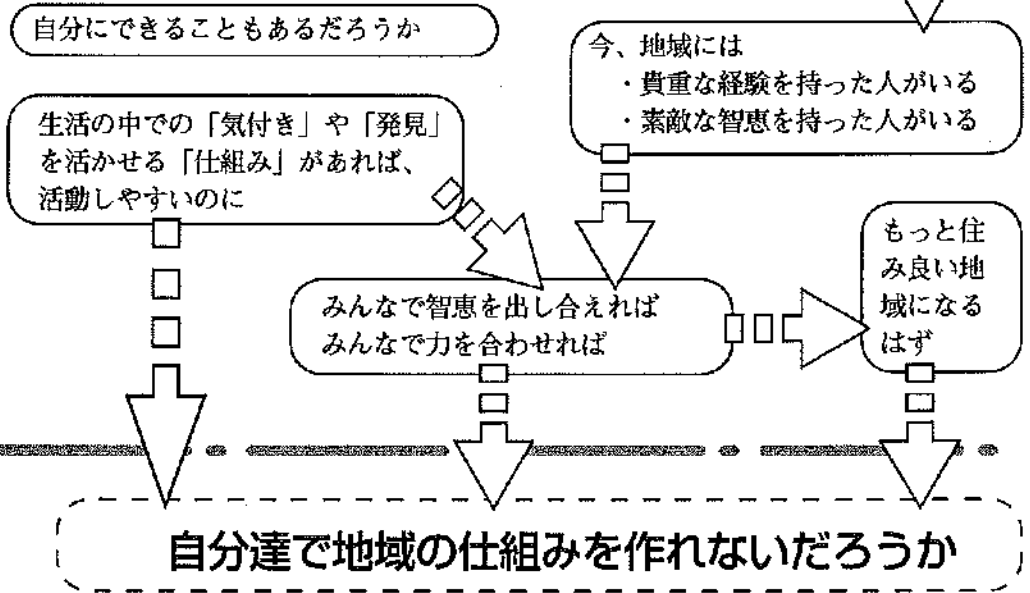 自分にできることもあるだろうか
今、地域には
・貴重な経験を持った人がいる
・素敵な智恵を持った人がいる
生活の中での「気付き」や「発見」
を活かせる「仕組み」があれば、
活動しやすいのに
もっと住
み良い地
域になる
はず
みんなで智恵を出し合えれば
みんなで力を合わせれば
自分達で地域の仕組みを作れないだろうか